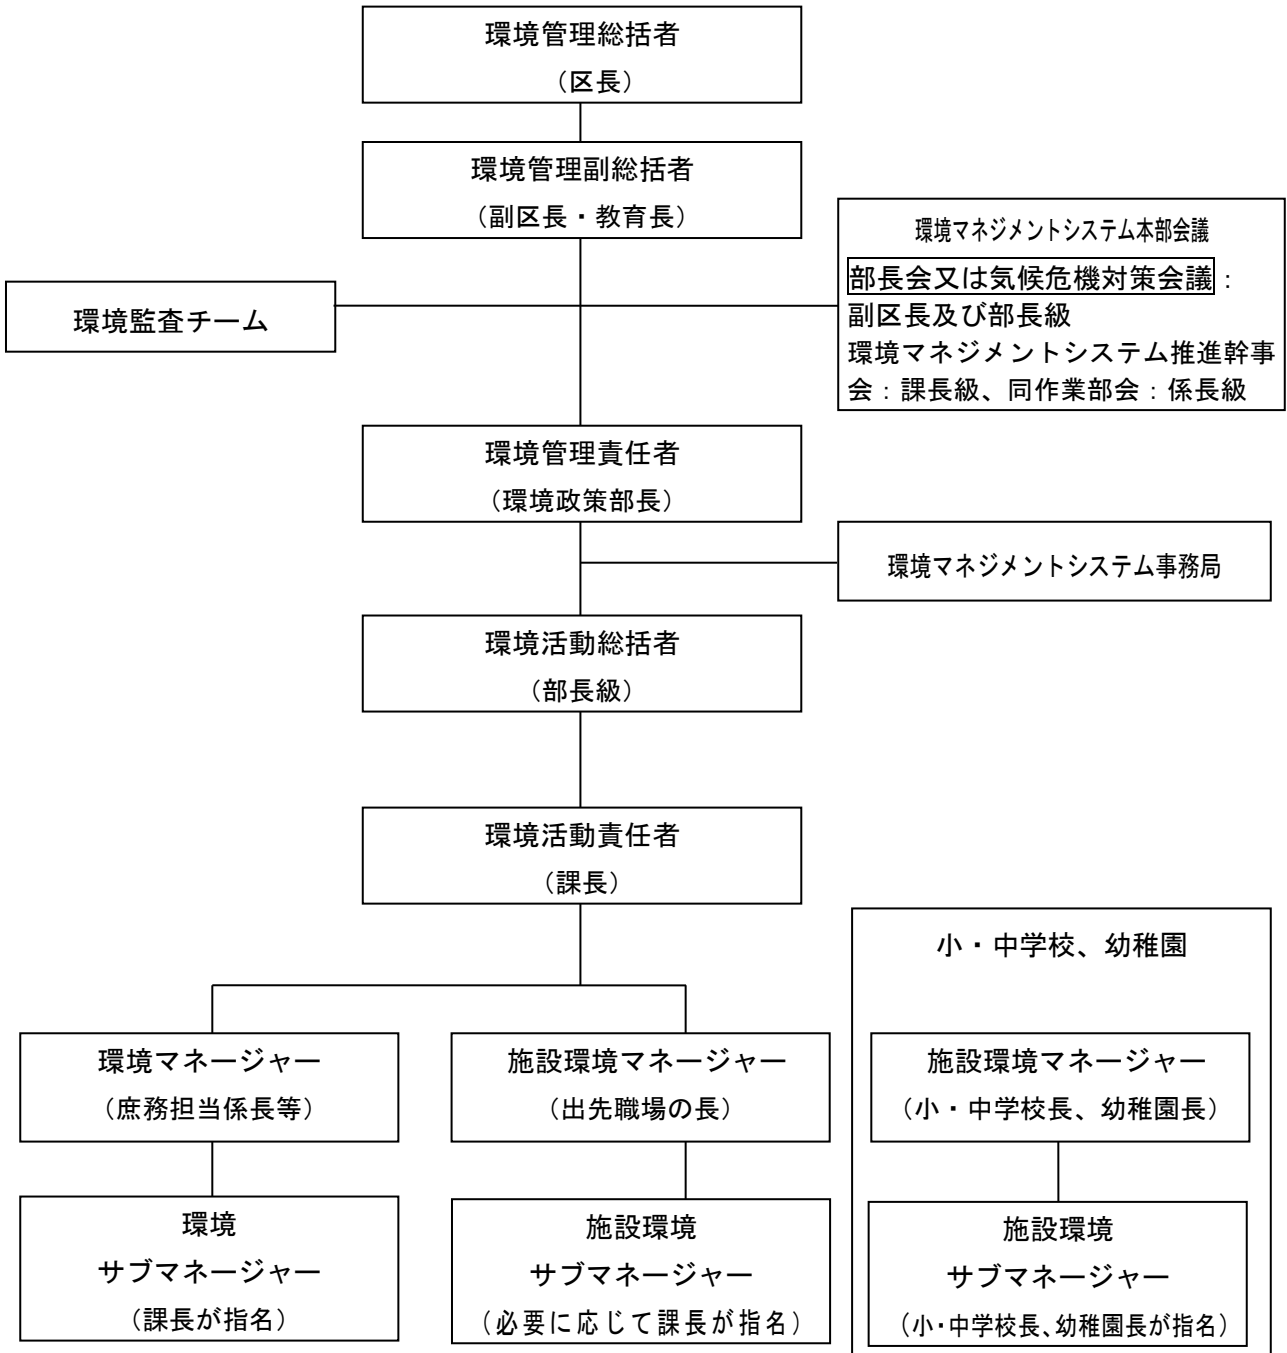 環境管理総括者
（区長）
環境管理副総括者
（副区長・教育長）
環境マネジメントシステム本部会議
部長会又は気候危機対策会議：
副区長及び部長級
環境マネジメントシステム推進幹事
会：課長級、同作業部会：係長級
環境監査チーム
環境管理責任者
（環境政策部長）
環境マネジメントシステム事務局
環境活動総括者
（部長級）
環境活動責任者
（課長）
小・中学校、幼稚園
環境マネージャー
（庶務担当係長等）
施設環境マネージャー
（出先職場の長）
施設環境マネージャー
（小・中学校長、幼稚園長）
環境
サブマネージャー
（課長が指名）
施設環境
サブマネージャー
（必要に応じて課長が指名）
施設環境
サブマネージャー
（小・中学校長、幼稚園長が指名）